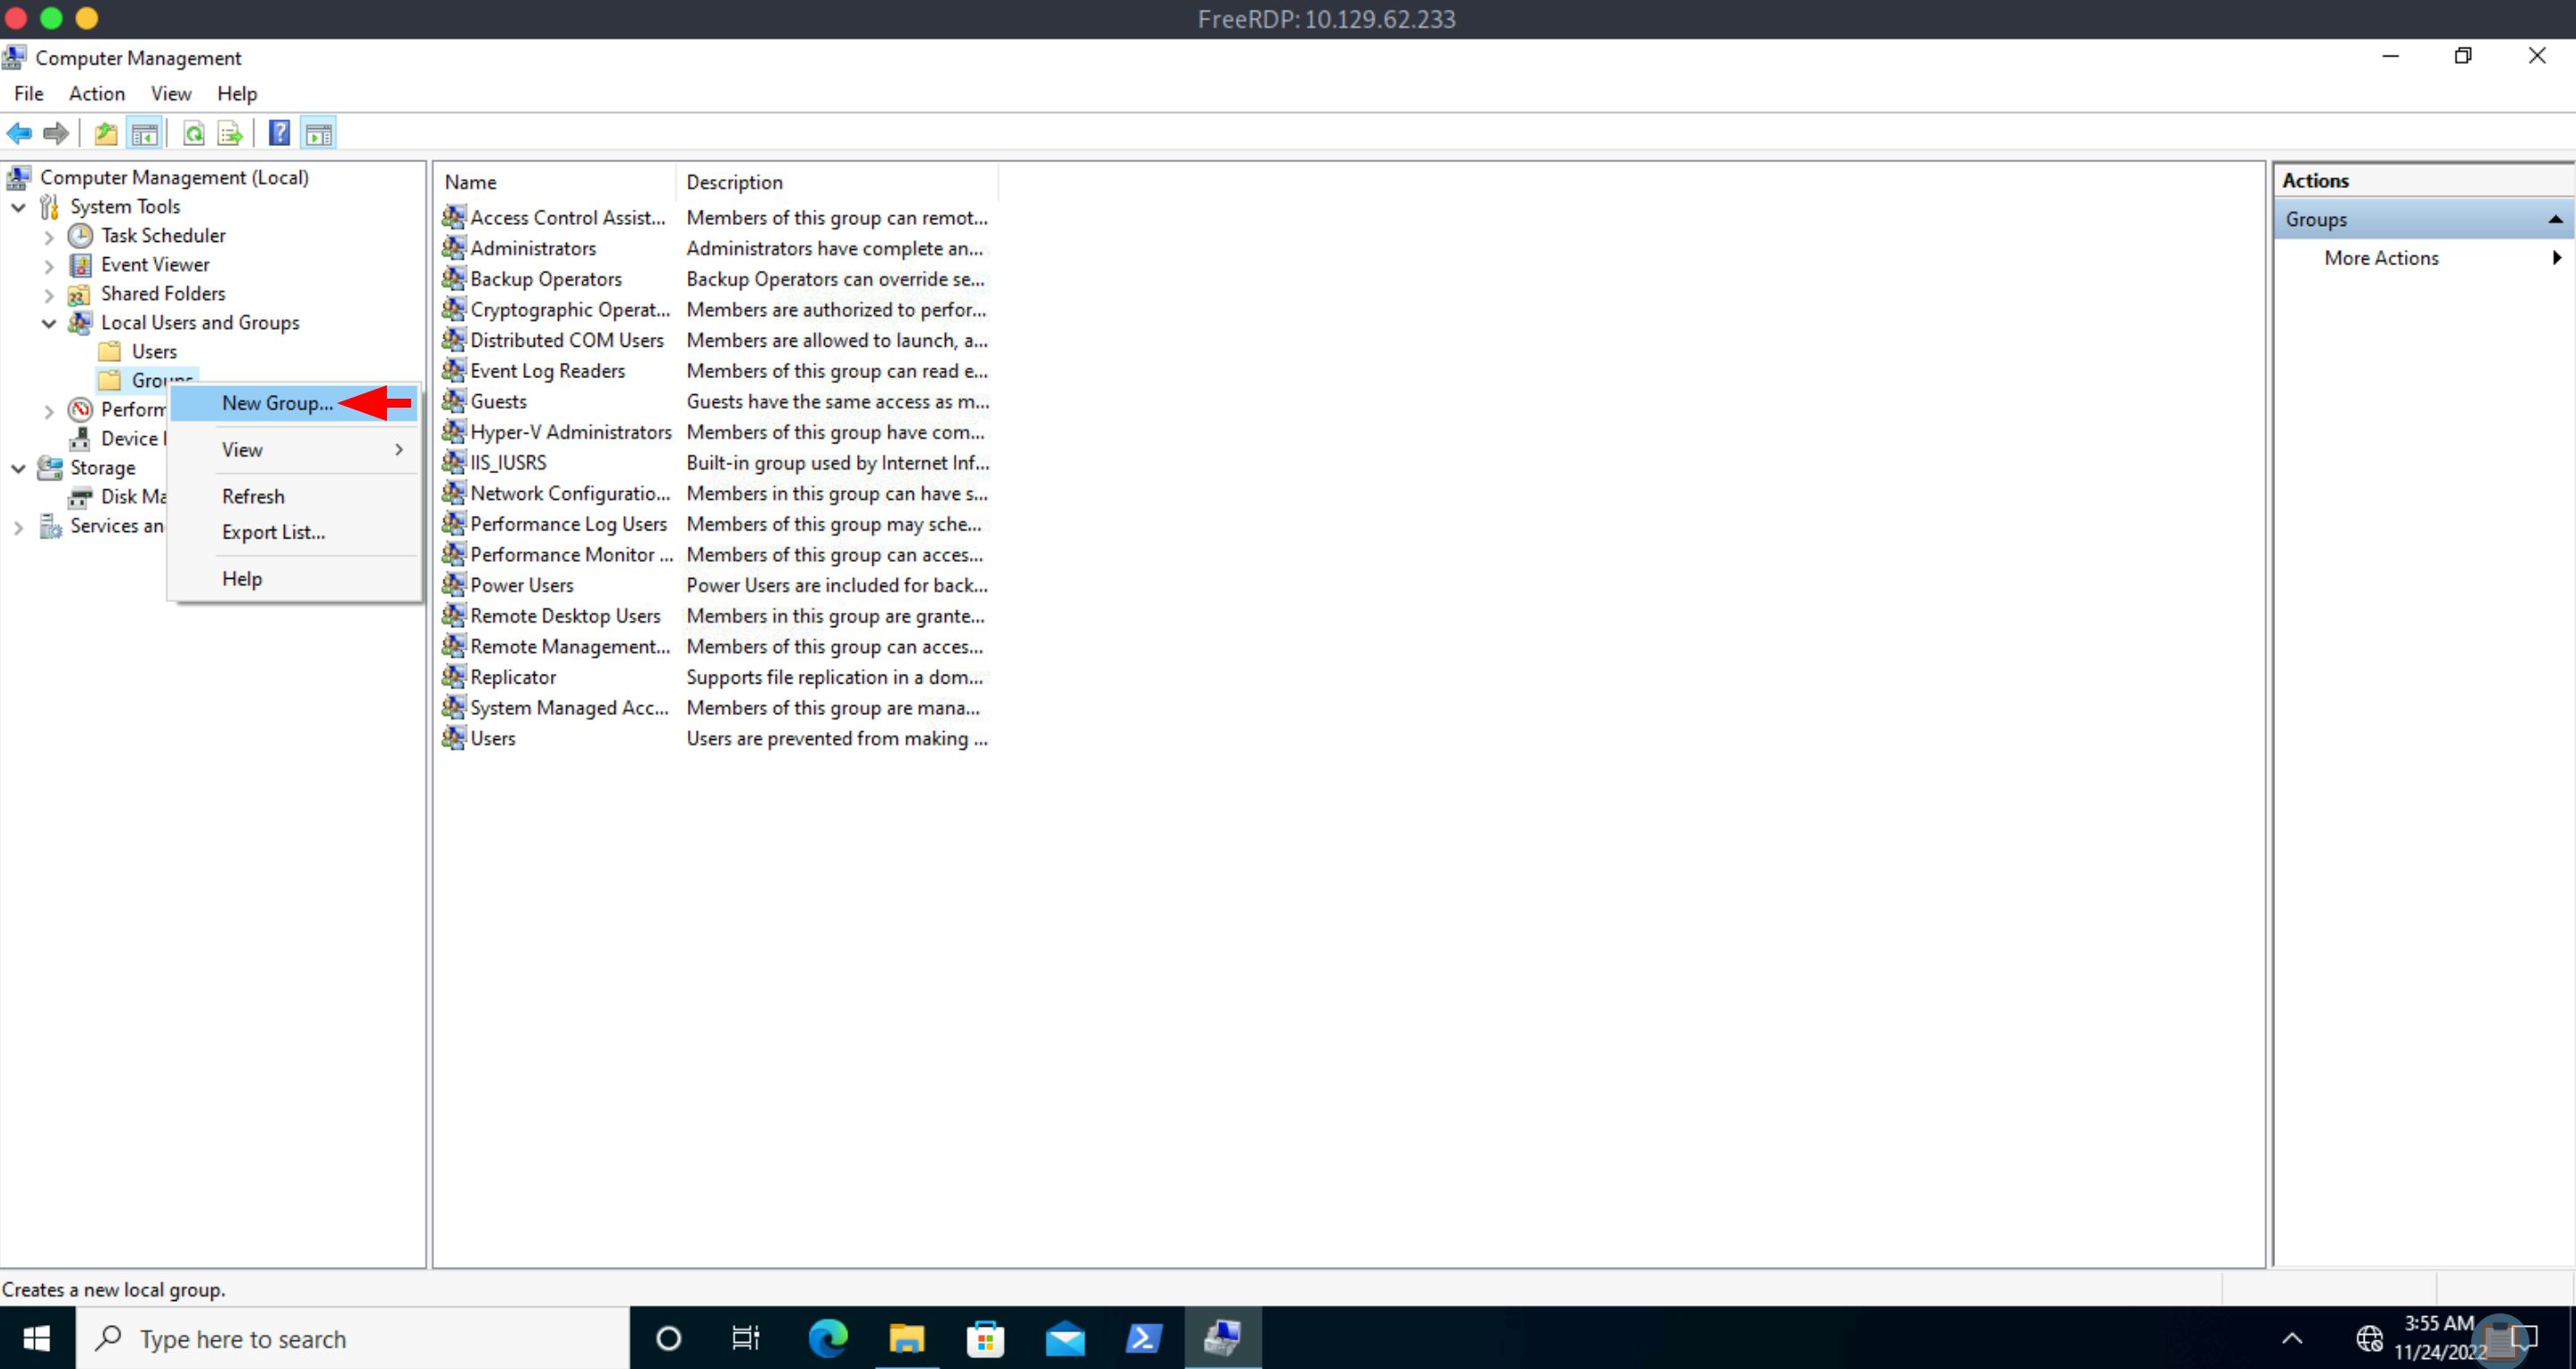 FreeRDP: 10.129.62.233
Computer Management
File Action View Help
Computer Management (Local)
System Tools
Task Scheduler
Event Viewer
Shared Folders
Local Users and Groups
Users
Groups
Perform
Device
Storage
Disk Ma
Services an
New Group...
View
Refresh
Export List...
Help
Name Description
Access Control Assist... Members of this group can remot...
Administrators Administrators have complete an...
Backup Operators Backup Operators can override se...
Cryptographic Operat... Members are authorized to perfor...
Distributed COM Users Members are allowed to launch, a...
Event Log Readers Members of this group can read e...
Guests Guests have the same access as m...
Hyper-V Administrators Members of this group have com...
IIS_IUSRS Built-in group used by Internet Inf...
Network Configuratio... Members in this group can have s...
Performance Log Users Members of this group may sche...
Performance Monitor ... Members of this group can acces...
Power Users Power Users are included for back...
Remote Desktop Users Members in this group are grante...
Remote Management... Members of this group can acces...
Replicator Supports file replication in a dom...
System Managed Acc... Members of this group are mana...
Users Users are prevented from making ...
Actions
Groups
More Actions
Creates a new local group.
Type here to search
3:55 AM
11/24/2022